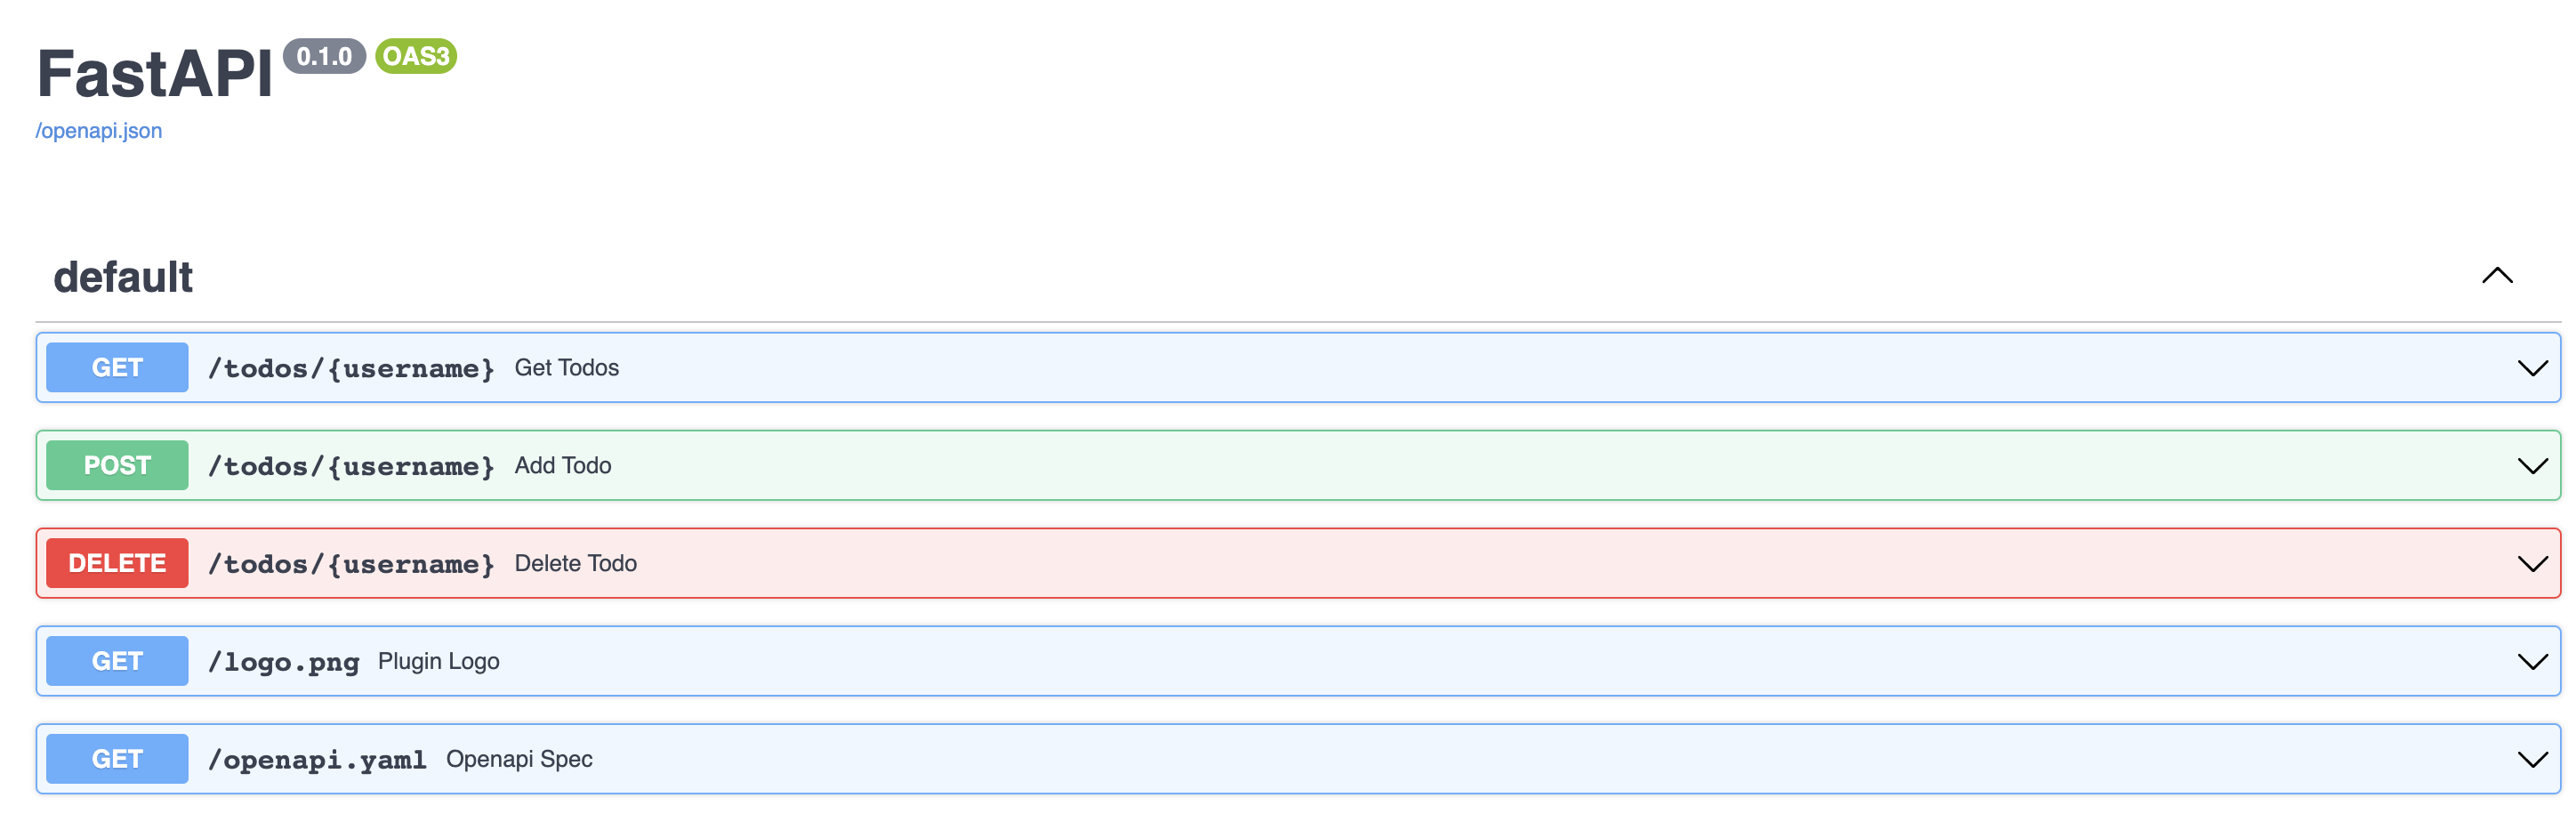 FastAPI 0.1.0 OAS3
/openapi.json
default
GET /todos/{username} Get Todos
POST /todos/{username} Add Todo
DELETE /todos/{username} Delete Todo
GET /logo.png Plugin Logo
GET /openapi.yaml Openapi Spec